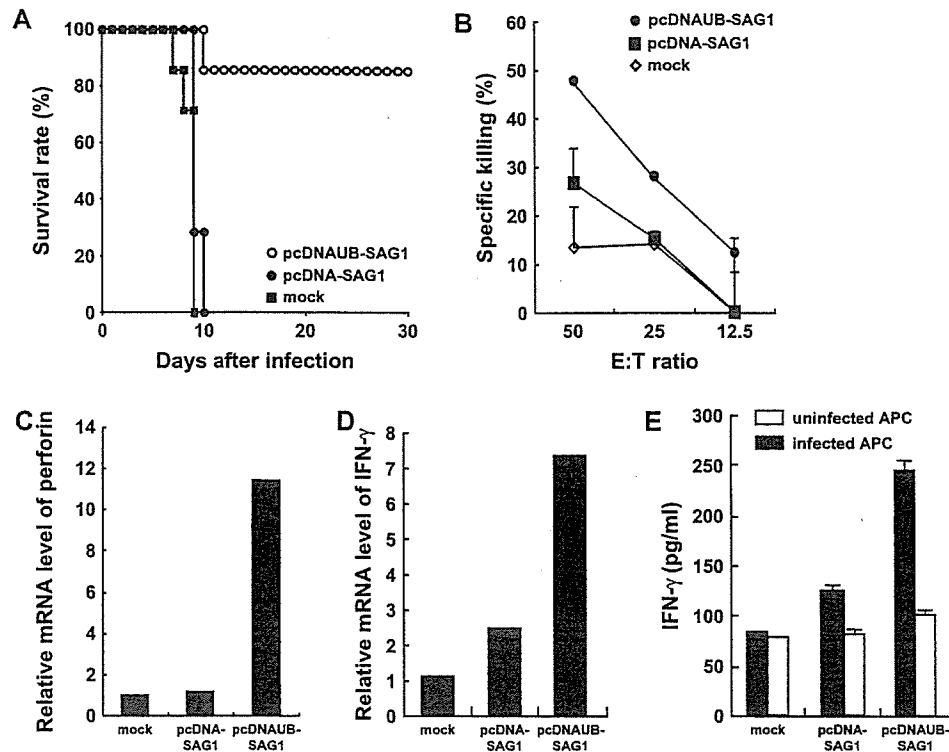 A
Survival rate (%)
100
80
60
40
20
0
0
10
20
30
Days after infection
pcDNAUB-SAG1
pcDNA-SAG1
mock
B
Specific killing (%)
60
50
40
30
20
10
0
50
25
12.5
E:T ratio
pcDNAUB-SAG1
pcDNA-SAG1
mock
C
Relative mRNA level of perforin
14
12
10
8
6
4
2
0
mock
pcDNA-
SAG1
pcDNAUB-
SAG1
D
Relative mRNA level of IFN-γ
8
7
6
5
4
3
2
1
0
mock
pcDNA-
SAG1
pcDNAUB-
SAG1
E
IFN-γ (pg/ml)
300
250
200
150
100
50
0
uninfected APC
infected APC
mock
pcDNA-
SAG1
pcDNAUB-
SAG1